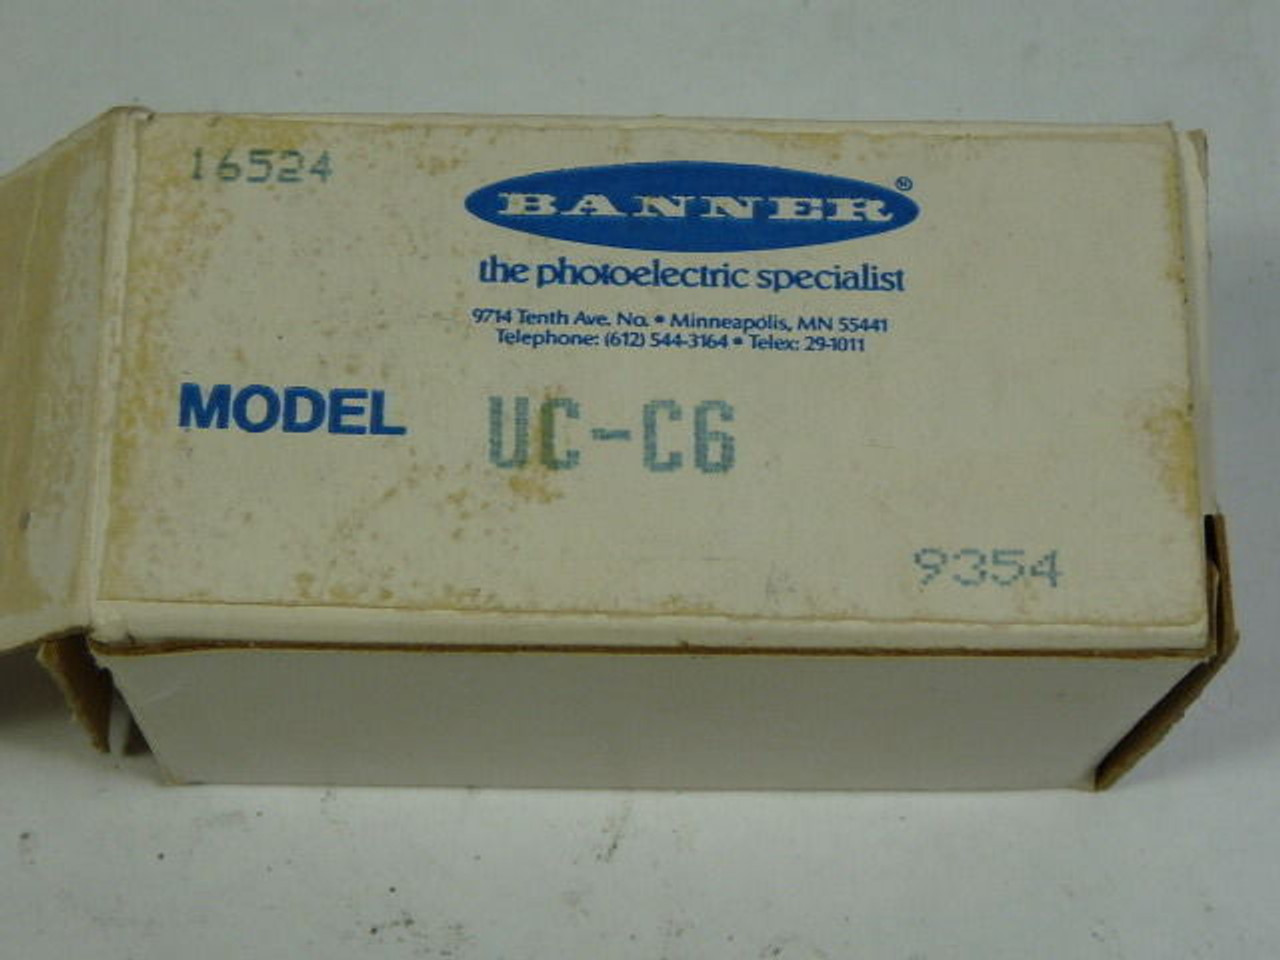 16524
BANNER®
the photoelectric specialist
9714 Tenth Ave. No. • Minneapolis, MN 55441
Telephone: (612) 544-3164 • Telex: 29-1011
MODEL UC-C6
9354